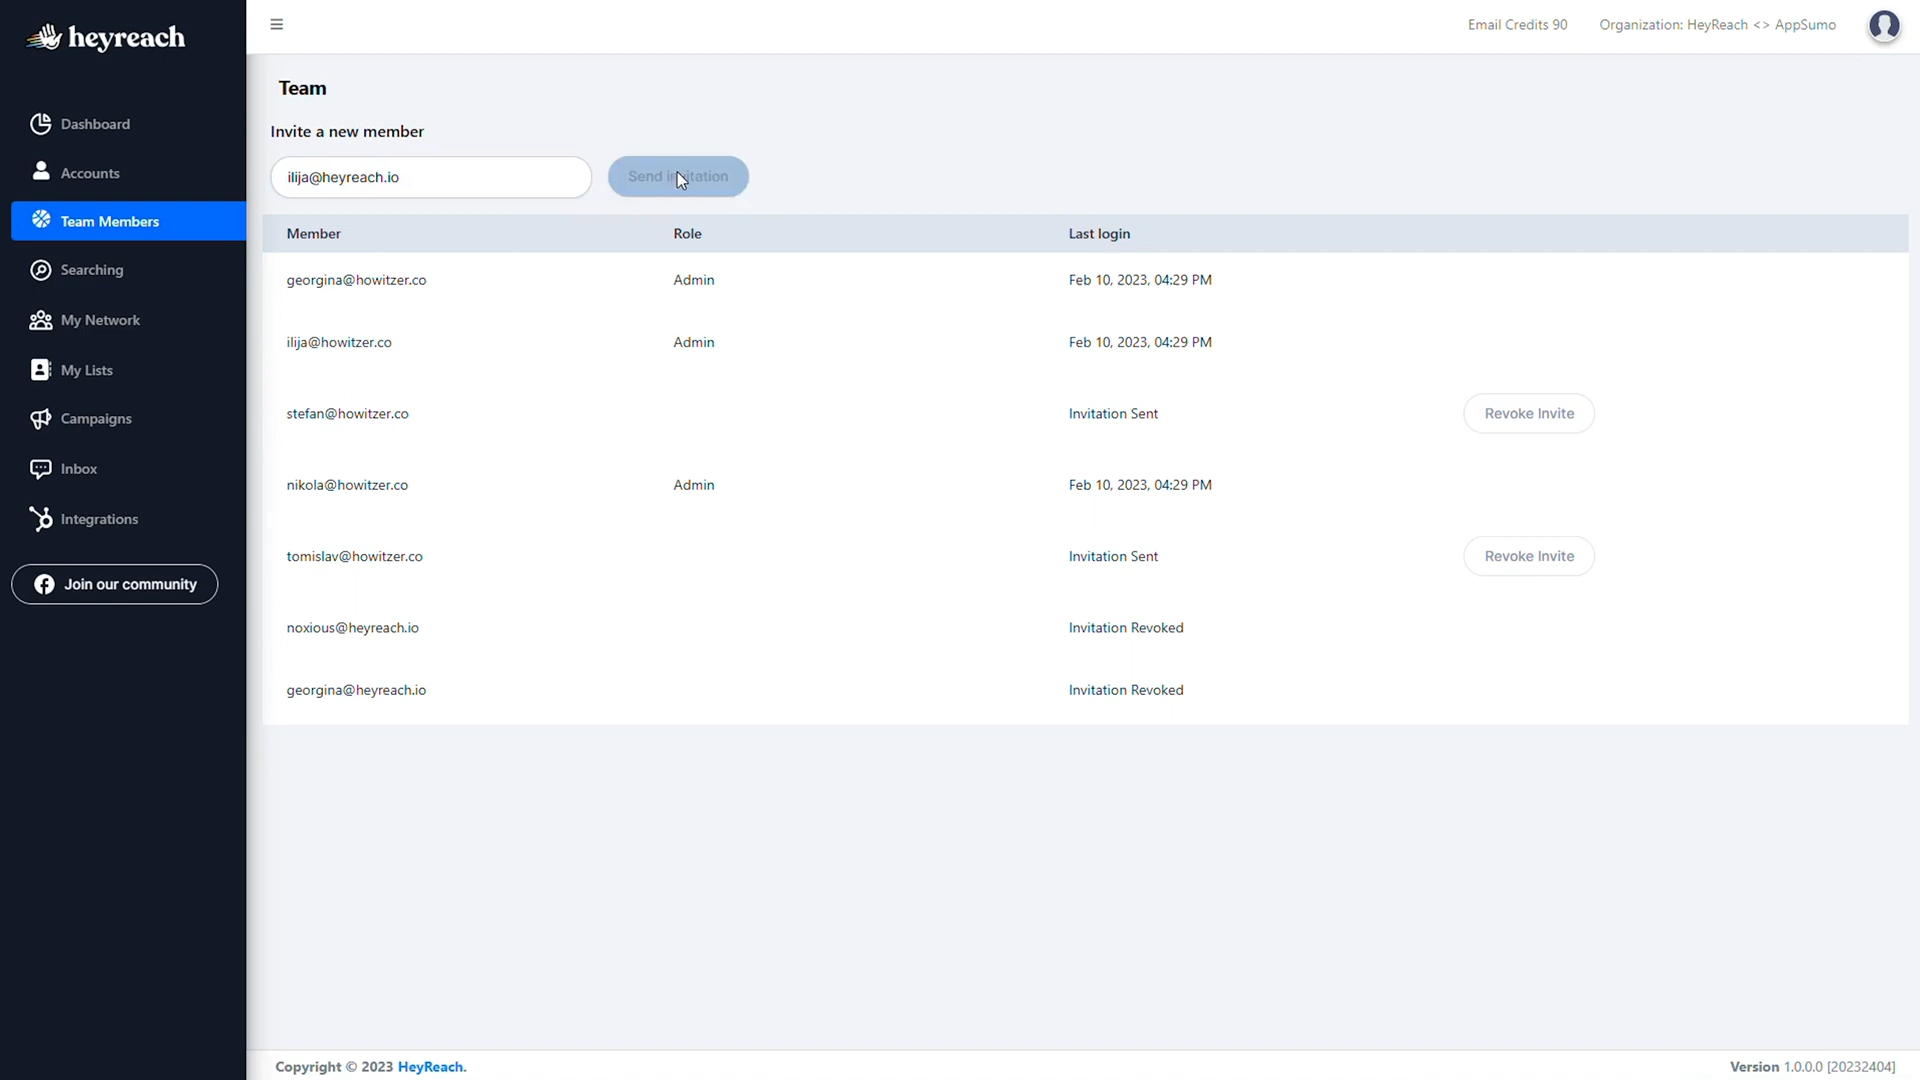 heyreach
Email Credits 90
Organization: HeyReach <> AppSumo
Dashboard
Accounts
Team Members
Searching
My Network
My Lists
Campaigns
Inbox
Integrations
Join our community
Team
Invite a new member
ilija@heyreach.io
Send invitation
Member Role Last login
georgina@howitzer.co Admin Feb 10, 2023, 04:29 PM
ilija@howitzer.co Admin Feb 10, 2023, 04:29 PM
stefan@howitzer.co Invitation Sent Revoke Invite
nikola@howitzer.co Admin Feb 10, 2023, 04:29 PM
tomislav@howitzer.co Invitation Sent Revoke Invite
noxious@heyreach.io Invitation Revoked
georgina@heyreach.io Invitation Revoked
Copyright © 2023 HeyReach.
Version 1.0.0.0 [20232404]